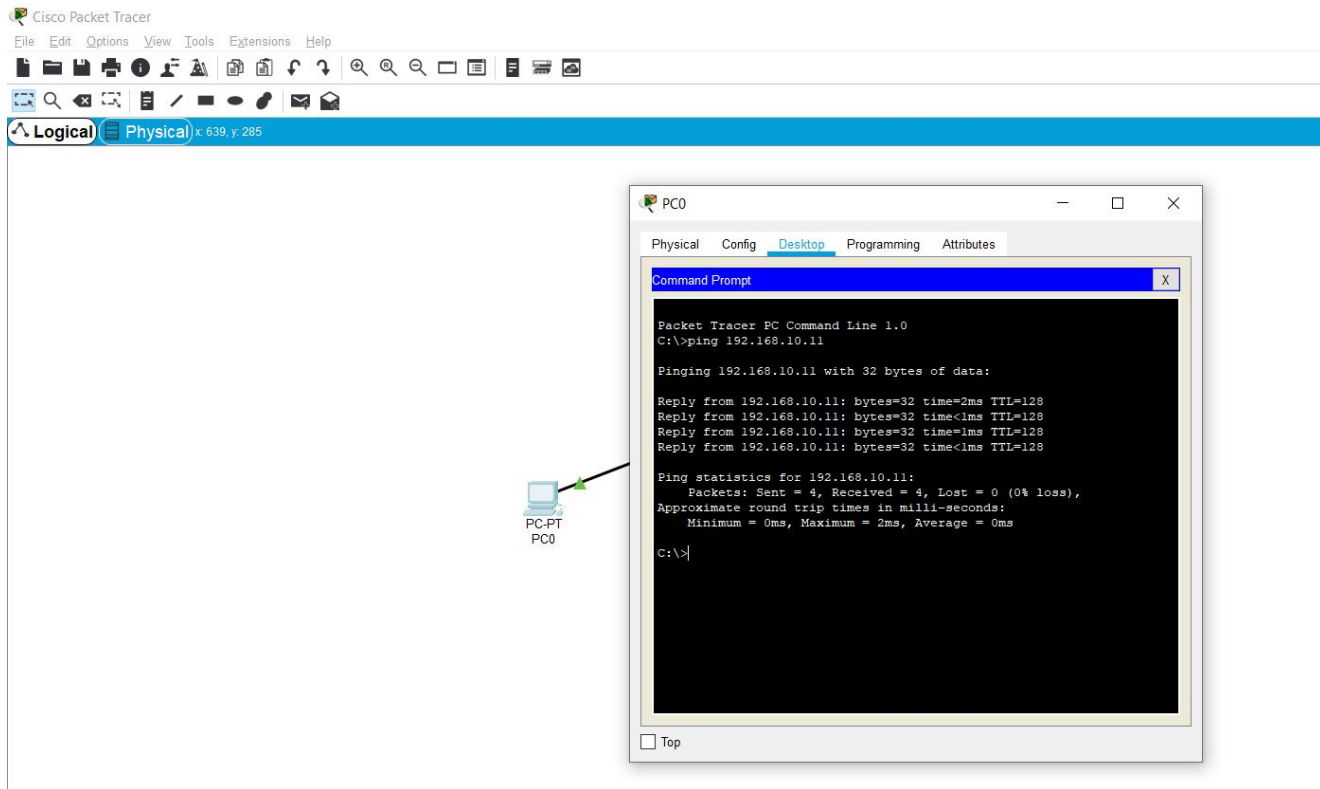 Cisco Packet Tracer
File Edit Options View Tools Extensions Help
Logical Physical x: 639, y: 285
PC0
Physical Config Desktop Programming Attributes
Command Prompt X
Packet Tracer PC Command Line 1.0
C:\>ping 192.168.10.11
Pinging 192.168.10.11 with 32 bytes of data:
Reply from 192.168.10.11: bytes=32 time=2ms TTL=128
Reply from 192.168.10.11: bytes=32 time<1ms TTL=128
Reply from 192.168.10.11: bytes=32 time=1ms TTL=128
Reply from 192.168.10.11: bytes=32 time<1ms TTL=128
Ping statistics for 192.168.10.11:
Packets: Sent = 4, Received = 4, Lost = 0 (0% loss),
Approximate round trip times in milli-seconds:
Minimum = 0ms, Maximum = 2ms, Average = 0ms
C:\>
Top
PC-PT
PC0